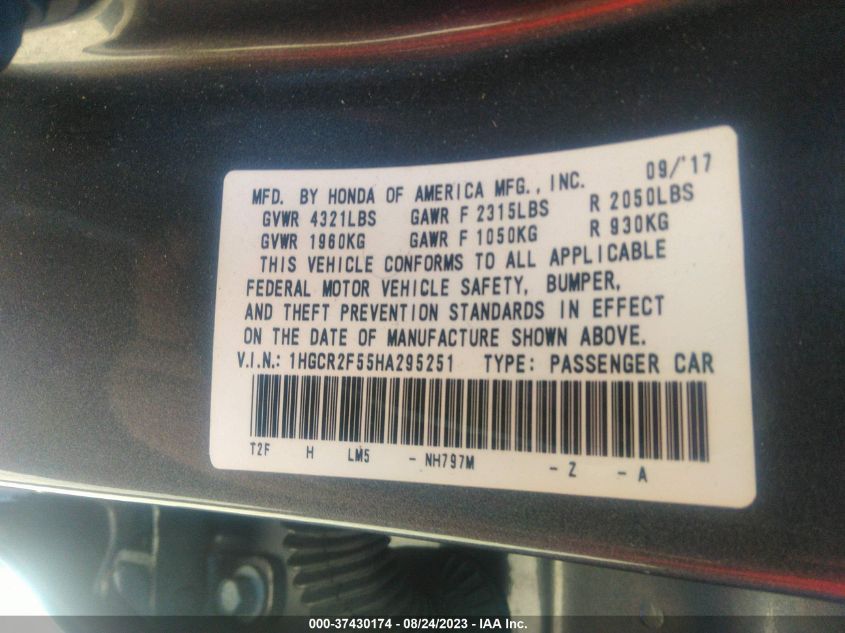 09/'17
MFD. BY HONDA OF AMERICA MFG., INC.
GVWR 4321LBS GAWR F 2315LBS R 2050LBS
GVWR 1960KG GAWR F 1050KG R 930KG
THIS VEHICLE CONFORMS TO ALL APPLICABLE
FEDERAL MOTOR VEHICLE SAFETY, BUMPER,
AND THEFT PREVENTION STANDARDS IN EFFECT
ON THE DATE OF MANUFACTURE SHOWN ABOVE.
V.I.N.: 1HGCR2F55HA295251 TYPE: PASSENGER CAR
T2F H LM5 - NH797M - Z - A
000-37430174 - 08/24/2023 - IAA Inc.